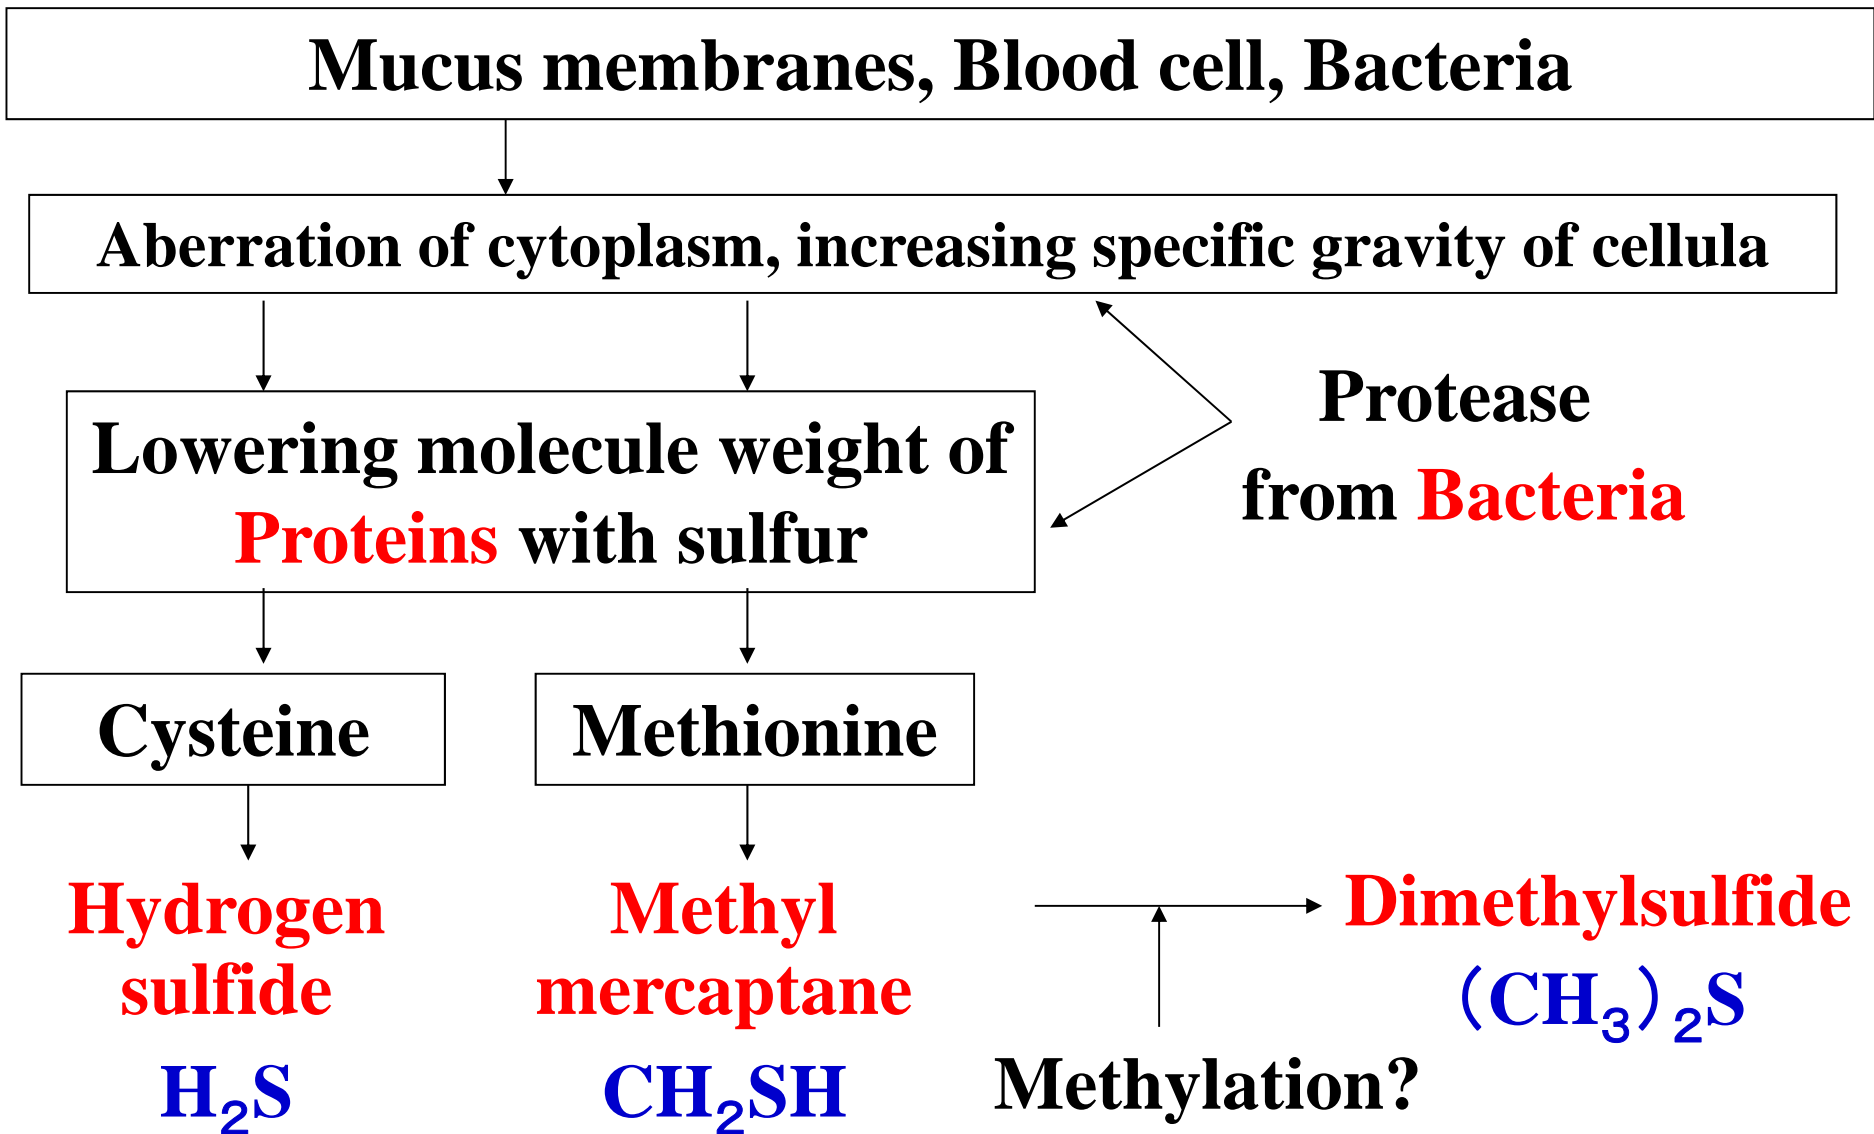 Mucus membranes, Blood cell, Bacteria
Aberration of cytoplasm, increasing specific gravity of cellula
Lowering molecule weight of
Proteins with sulfur
Protease
from Bacteria
Cysteine
Methionine
Hydrogen
sulfide
H₂S
Methyl
mercaptane
CH₂SH
Methylation?
Dimethylsulfide
(CH₃)₂S